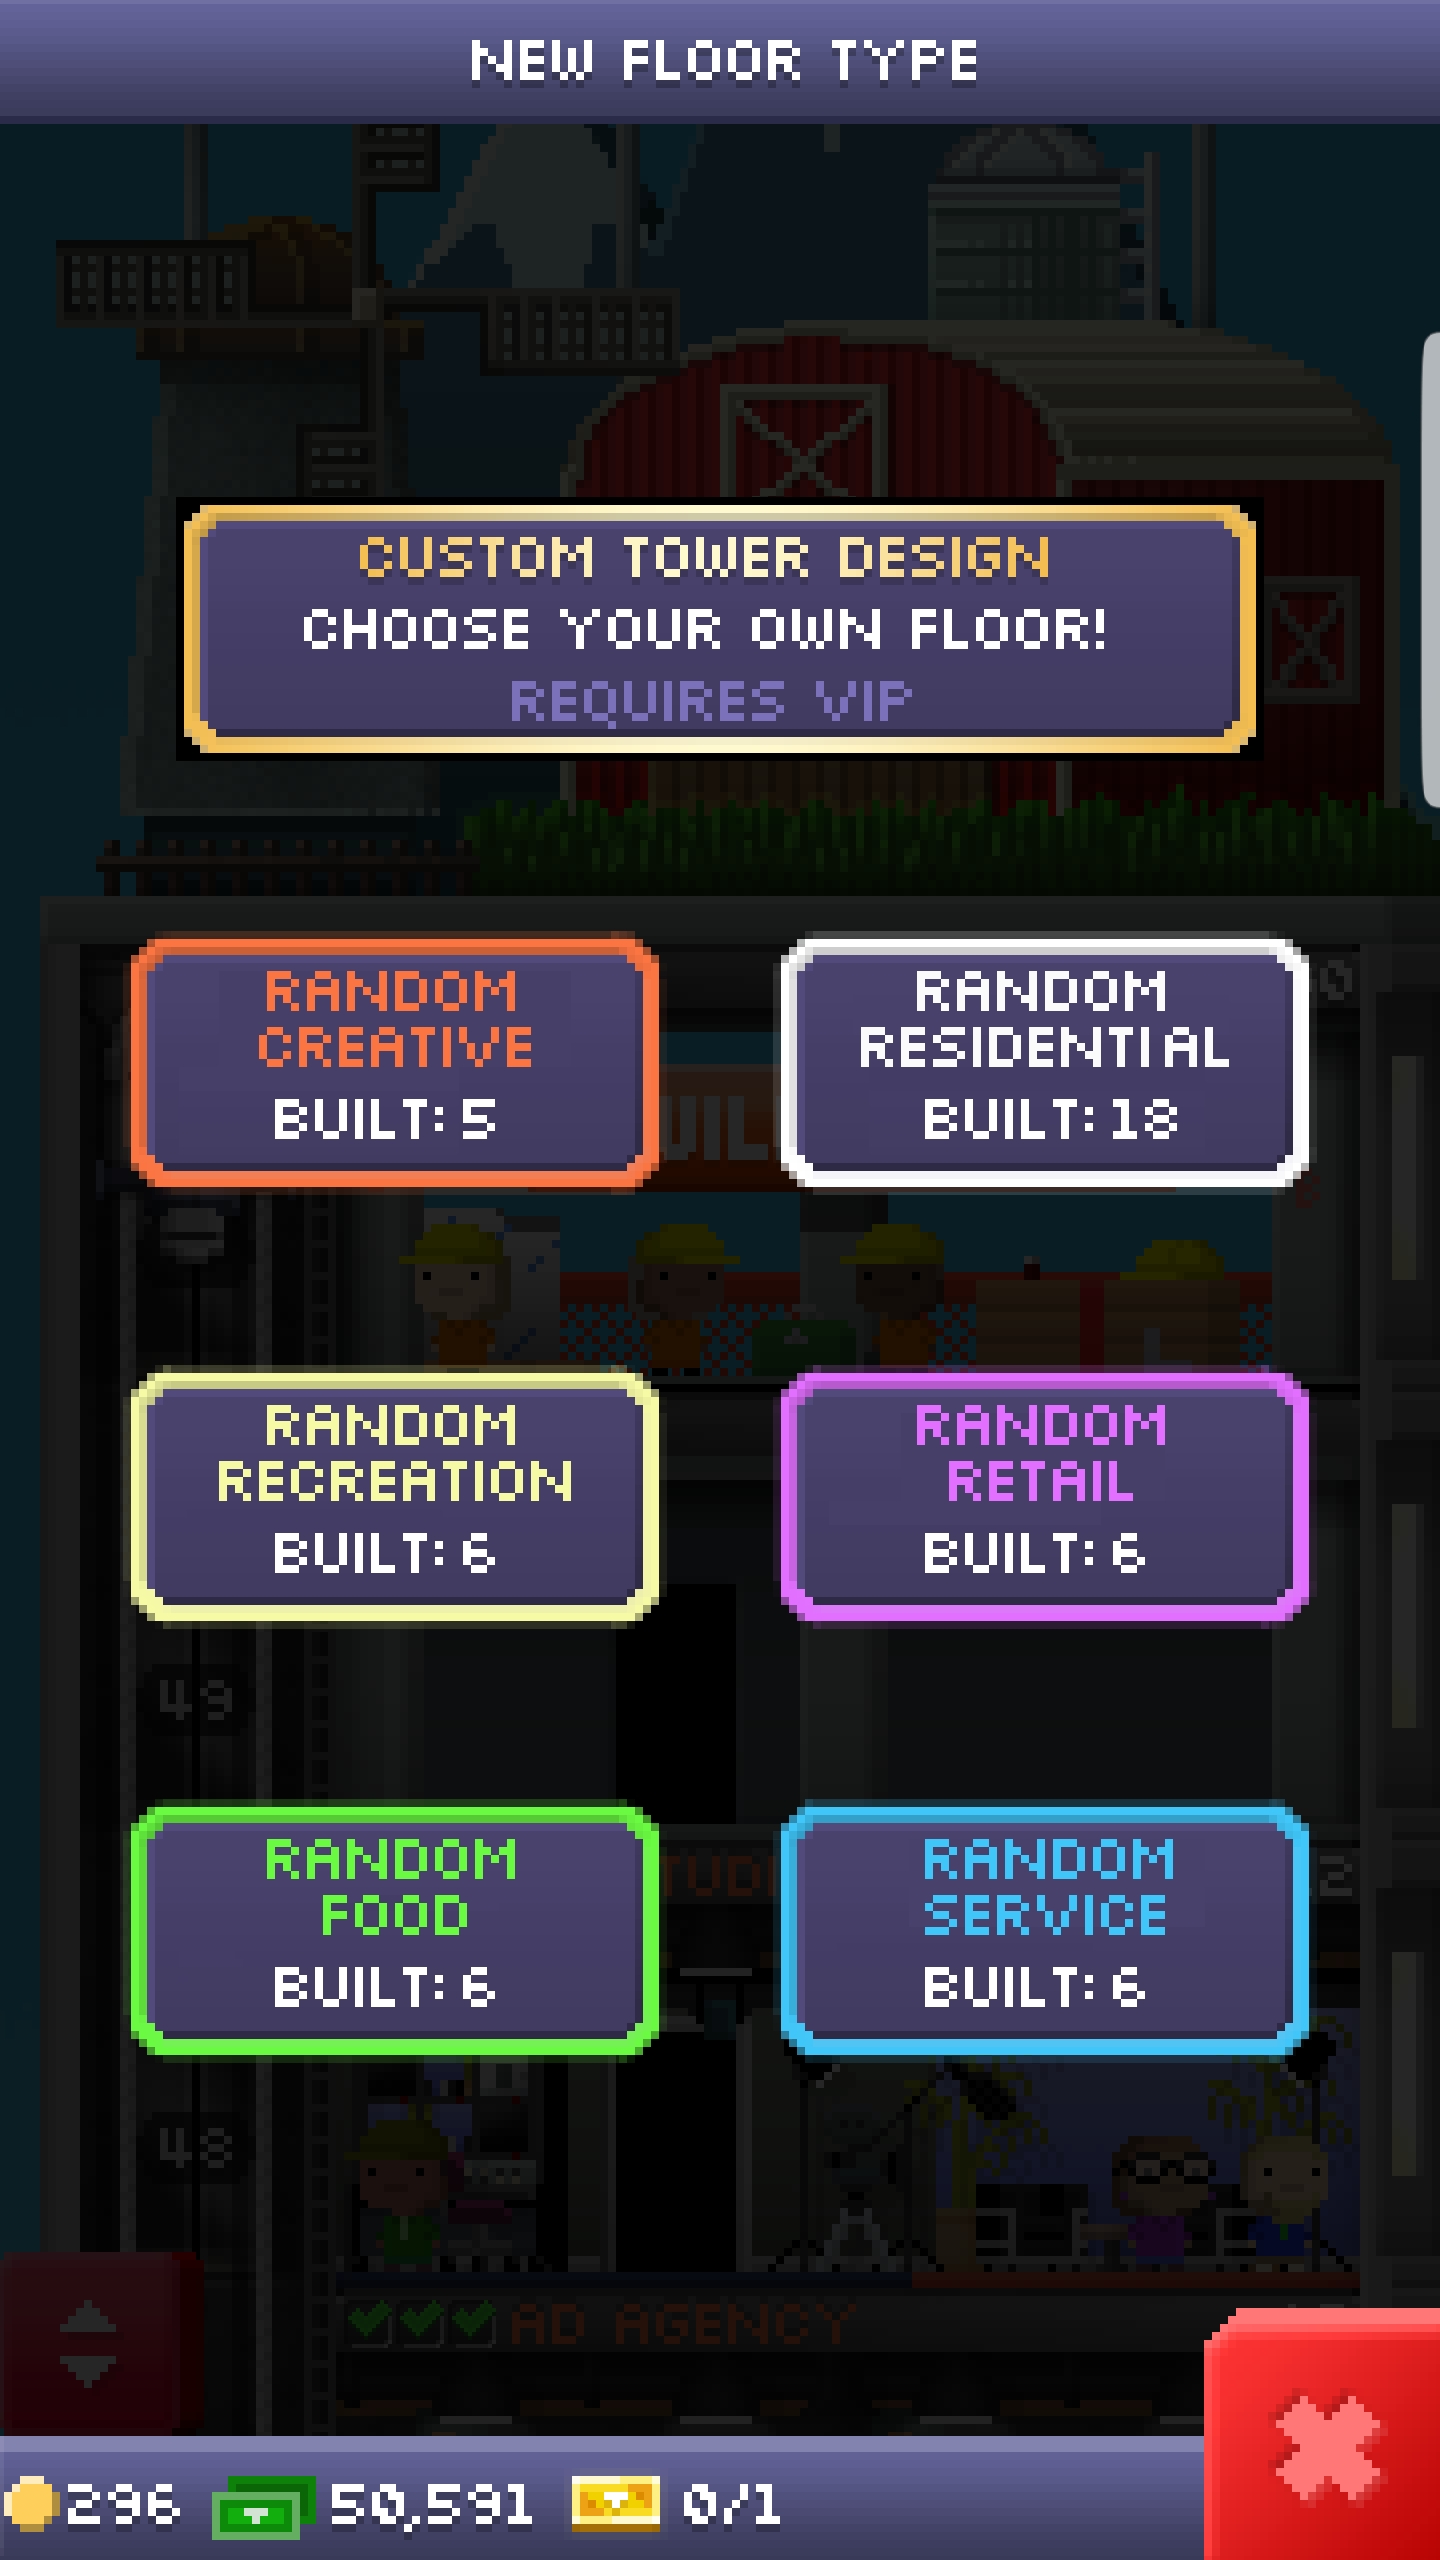 NEW FLOOR TYPE
CUSTOM TOWER DESIGN
CHOOSE YOUR OWN FLOOR!
REQUIRES VIP
RANDOM
CREATIVE
BUILT: 5
RANDOM
RESIDENTIAL
BUILT: 18
RANDOM
RECREATION
BUILT: 6
RANDOM
RETAIL
BUILT: 6
49
RANDOM
FOOD
BUILT: 6
RANDOM
SERVICE
BUILT: 6
48
AD AGENCY
296
50,591
0/1